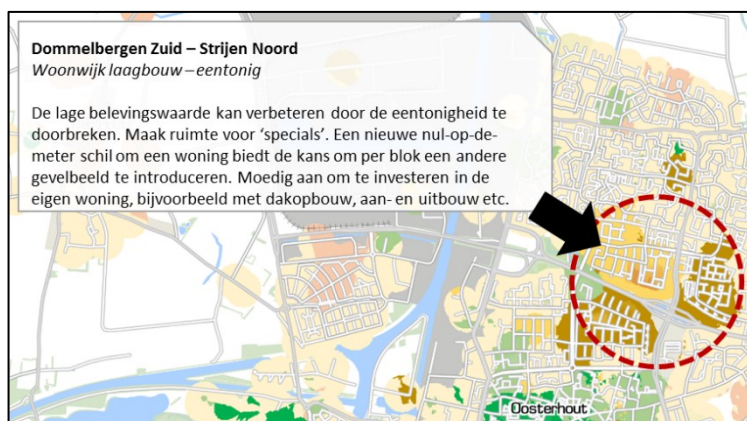 Dommelbergen Zuid – Strijen Noord
Woonwijk laagbouw – eentonig
De lage belevingswaarde kan verbeteren door de eentonigheid te
doorbreken. Maak ruimte voor ‘specials’. Een nieuwe nul-op-de-
meter schil om een woning biedt de kans om per blok een andere
gevelbeeld te introduceren. Moedig aan om te investeren in de
eigen woning, bijvoorbeeld met dakopbouw, aan- en uitbouw etc.
Oosterhout